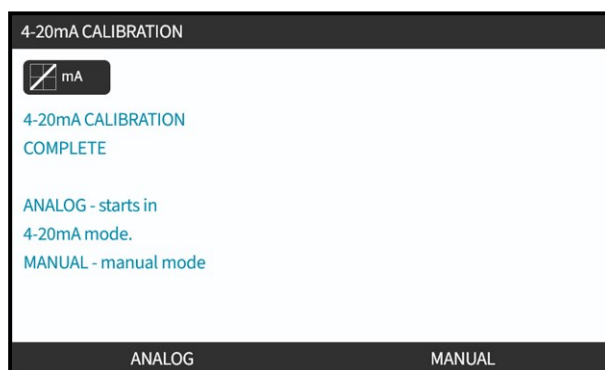 4-20mA CALIBRATION
mA
4-20mA CALIBRATION
COMPLETE
ANALOG - starts in
4-20mA mode.
MANUAL - manual mode
ANALOG MANUAL